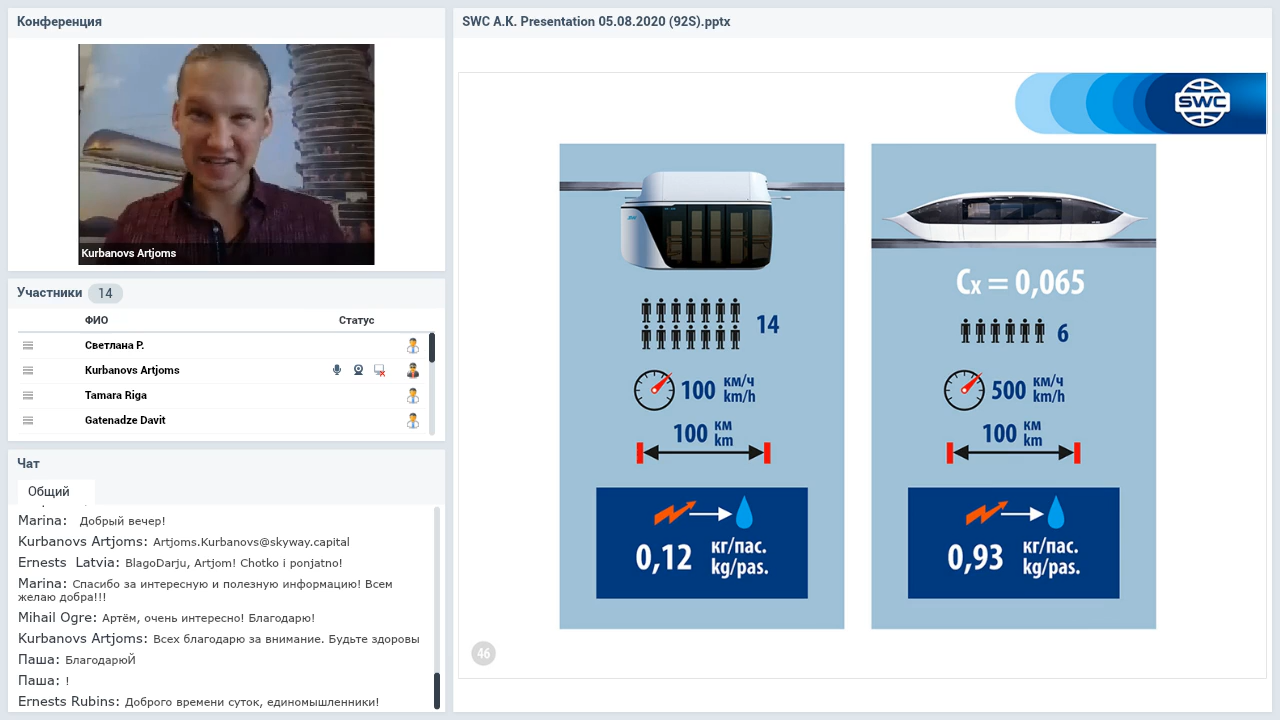 Конференция
Kurbanovs Artjoms
Участники 14
ФИО Статус
Светлана Р.
Kurbanovs Artjoms
Tamara Riga
Gatenadze Davit
Чат
Общий
Marina: Добрый вечер!
Kurbanovs Artjoms: Artjoms.Kurbanovs@skyway.capital
Ernests Latvia: BlagoDarju, Artjom! Chotko i ponjatno!
Marina: Спасибо за интересную и полезную информацию! Всем
желаю добра!!!
Mihail Ogre: Артём, очень интересно! Благодарю!
Kurbanovs Artjoms: Всех благодарю за внимание. Будьте здоровы
Паша: БлагодарюЙ
Паша: !
Ernests Rubins: Доброго времени суток, единомышленники!
SWC A.K. Presentation 05.08.2020 (92S).pptx
SWC
14
100 км/ч
km/h
100 км
km
0,12 кг/пас.
kg/pas.
Cx = 0,065
6
500 км/ч
km/h
100 км
km
0,93 кг/пас.
kg/pas.
46